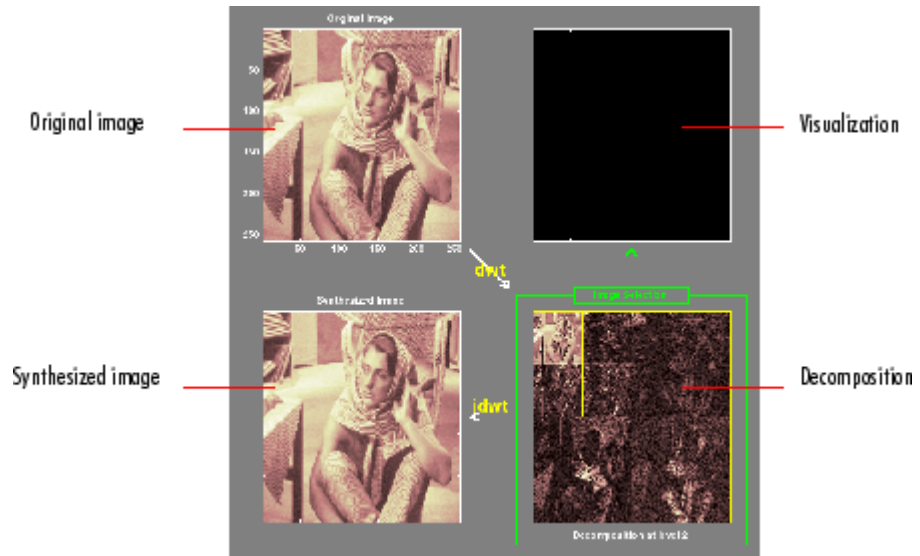 Original Image
50
100
150
200
250
50 100 150 200 250
Original image
Visualization
dwt
Image Selection
Synthesized Image
Synthesized image
idwt
Decomposition
Decomposition at level 2